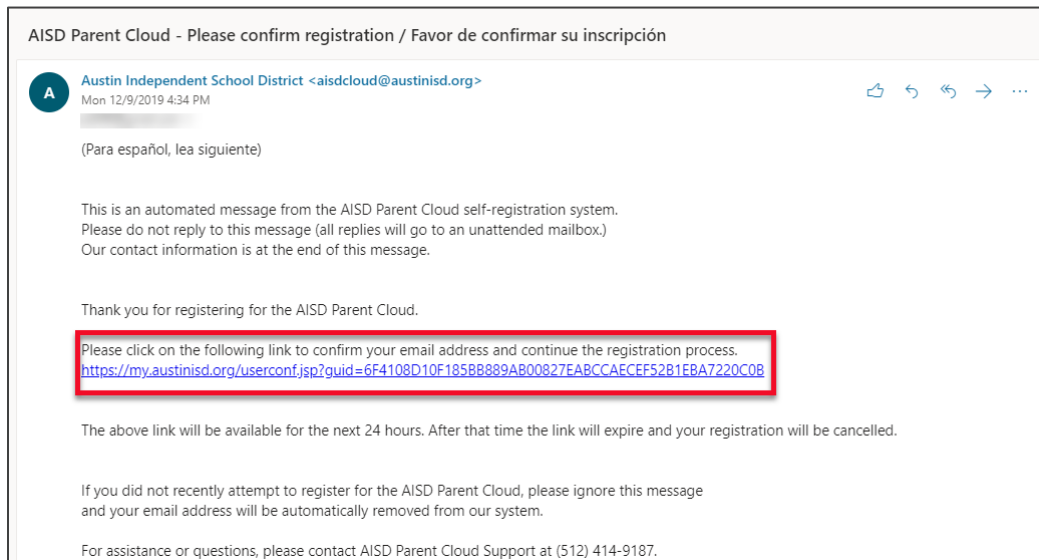 AISD Parent Cloud - Please confirm registration / Favor de confirmar su inscripción
A
Austin Independent School District <aisdcloud@austinisd.org>
Mon 12/9/2019 4:34 PM
(Para español, lea siguiente)
This is an automated message from the AISD Parent Cloud self-registration system.
Please do not reply to this message (all replies will go to an unattended mailbox.)
Our contact information is at the end of this message.
Thank you for registering for the AISD Parent Cloud.
Please click on the following link to confirm your email address and continue the registration process.
https://my.austinisd.org/userconf.jsp?guid=6F4108D10F185BB889AB00827EABCCAECEF52B1EBA7220C0B
The above link will be available for the next 24 hours. After that time the link will expire and your registration will be cancelled.
If you did not recently attempt to register for the AISD Parent Cloud, please ignore this message
and your email address will be automatically removed from our system.
For assistance or questions, please contact AISD Parent Cloud Support at (512) 414-9187.